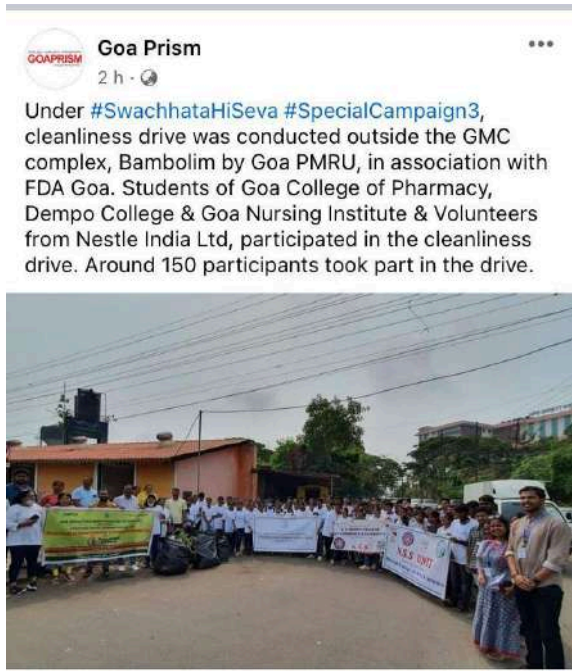 GOAPRISM
Goa Prism
2 h
Under #SwachhataHiSeva #SpecialCampaign3,
cleanliness drive was conducted outside the GMC
complex, Bambolim by Goa PMRU, in association with
FDA Goa. Students of Goa College of Pharmacy,
Dempo College & Goa Nursing Institute & Volunteers
from Nestle India Ltd, participated in the cleanliness
drive. Around 150 participants took part in the drive.
N.S.S UNIT